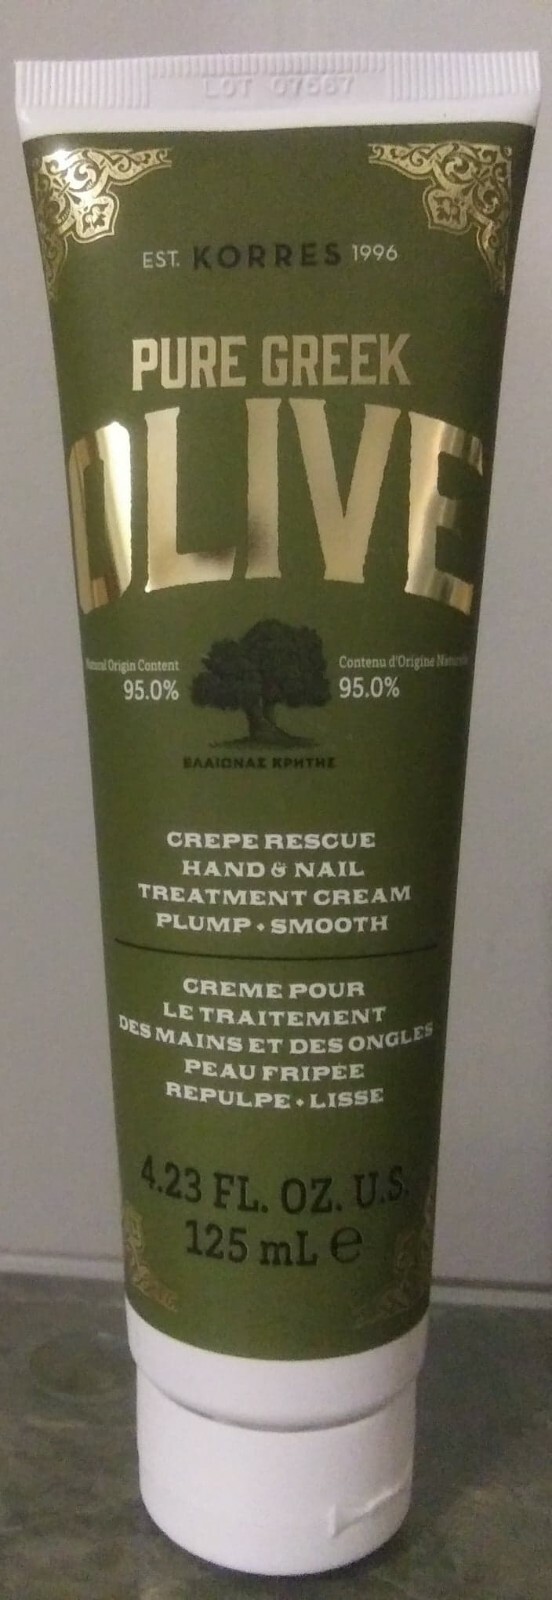 LOT 07567
EST. KORRES 1996
PURE GREEK
OLIVE
Natural Origin Content
95.0%
Contenu d'Origine Naturelle
95.0%
ΕΛΑΙΩΝΑΣ ΚΡΗΤΗΣ
CREPE RESCUE
HAND & NAIL
TREATMENT CREAM
PLUMP • SMOOTH
CREME POUR
LE TRAITEMENT
DES MAINS ET DES ONGLES
PEAU FRIPÉE
REPULPE • LISSE
4.23 FL. OZ. U.S.
125 mL ℮